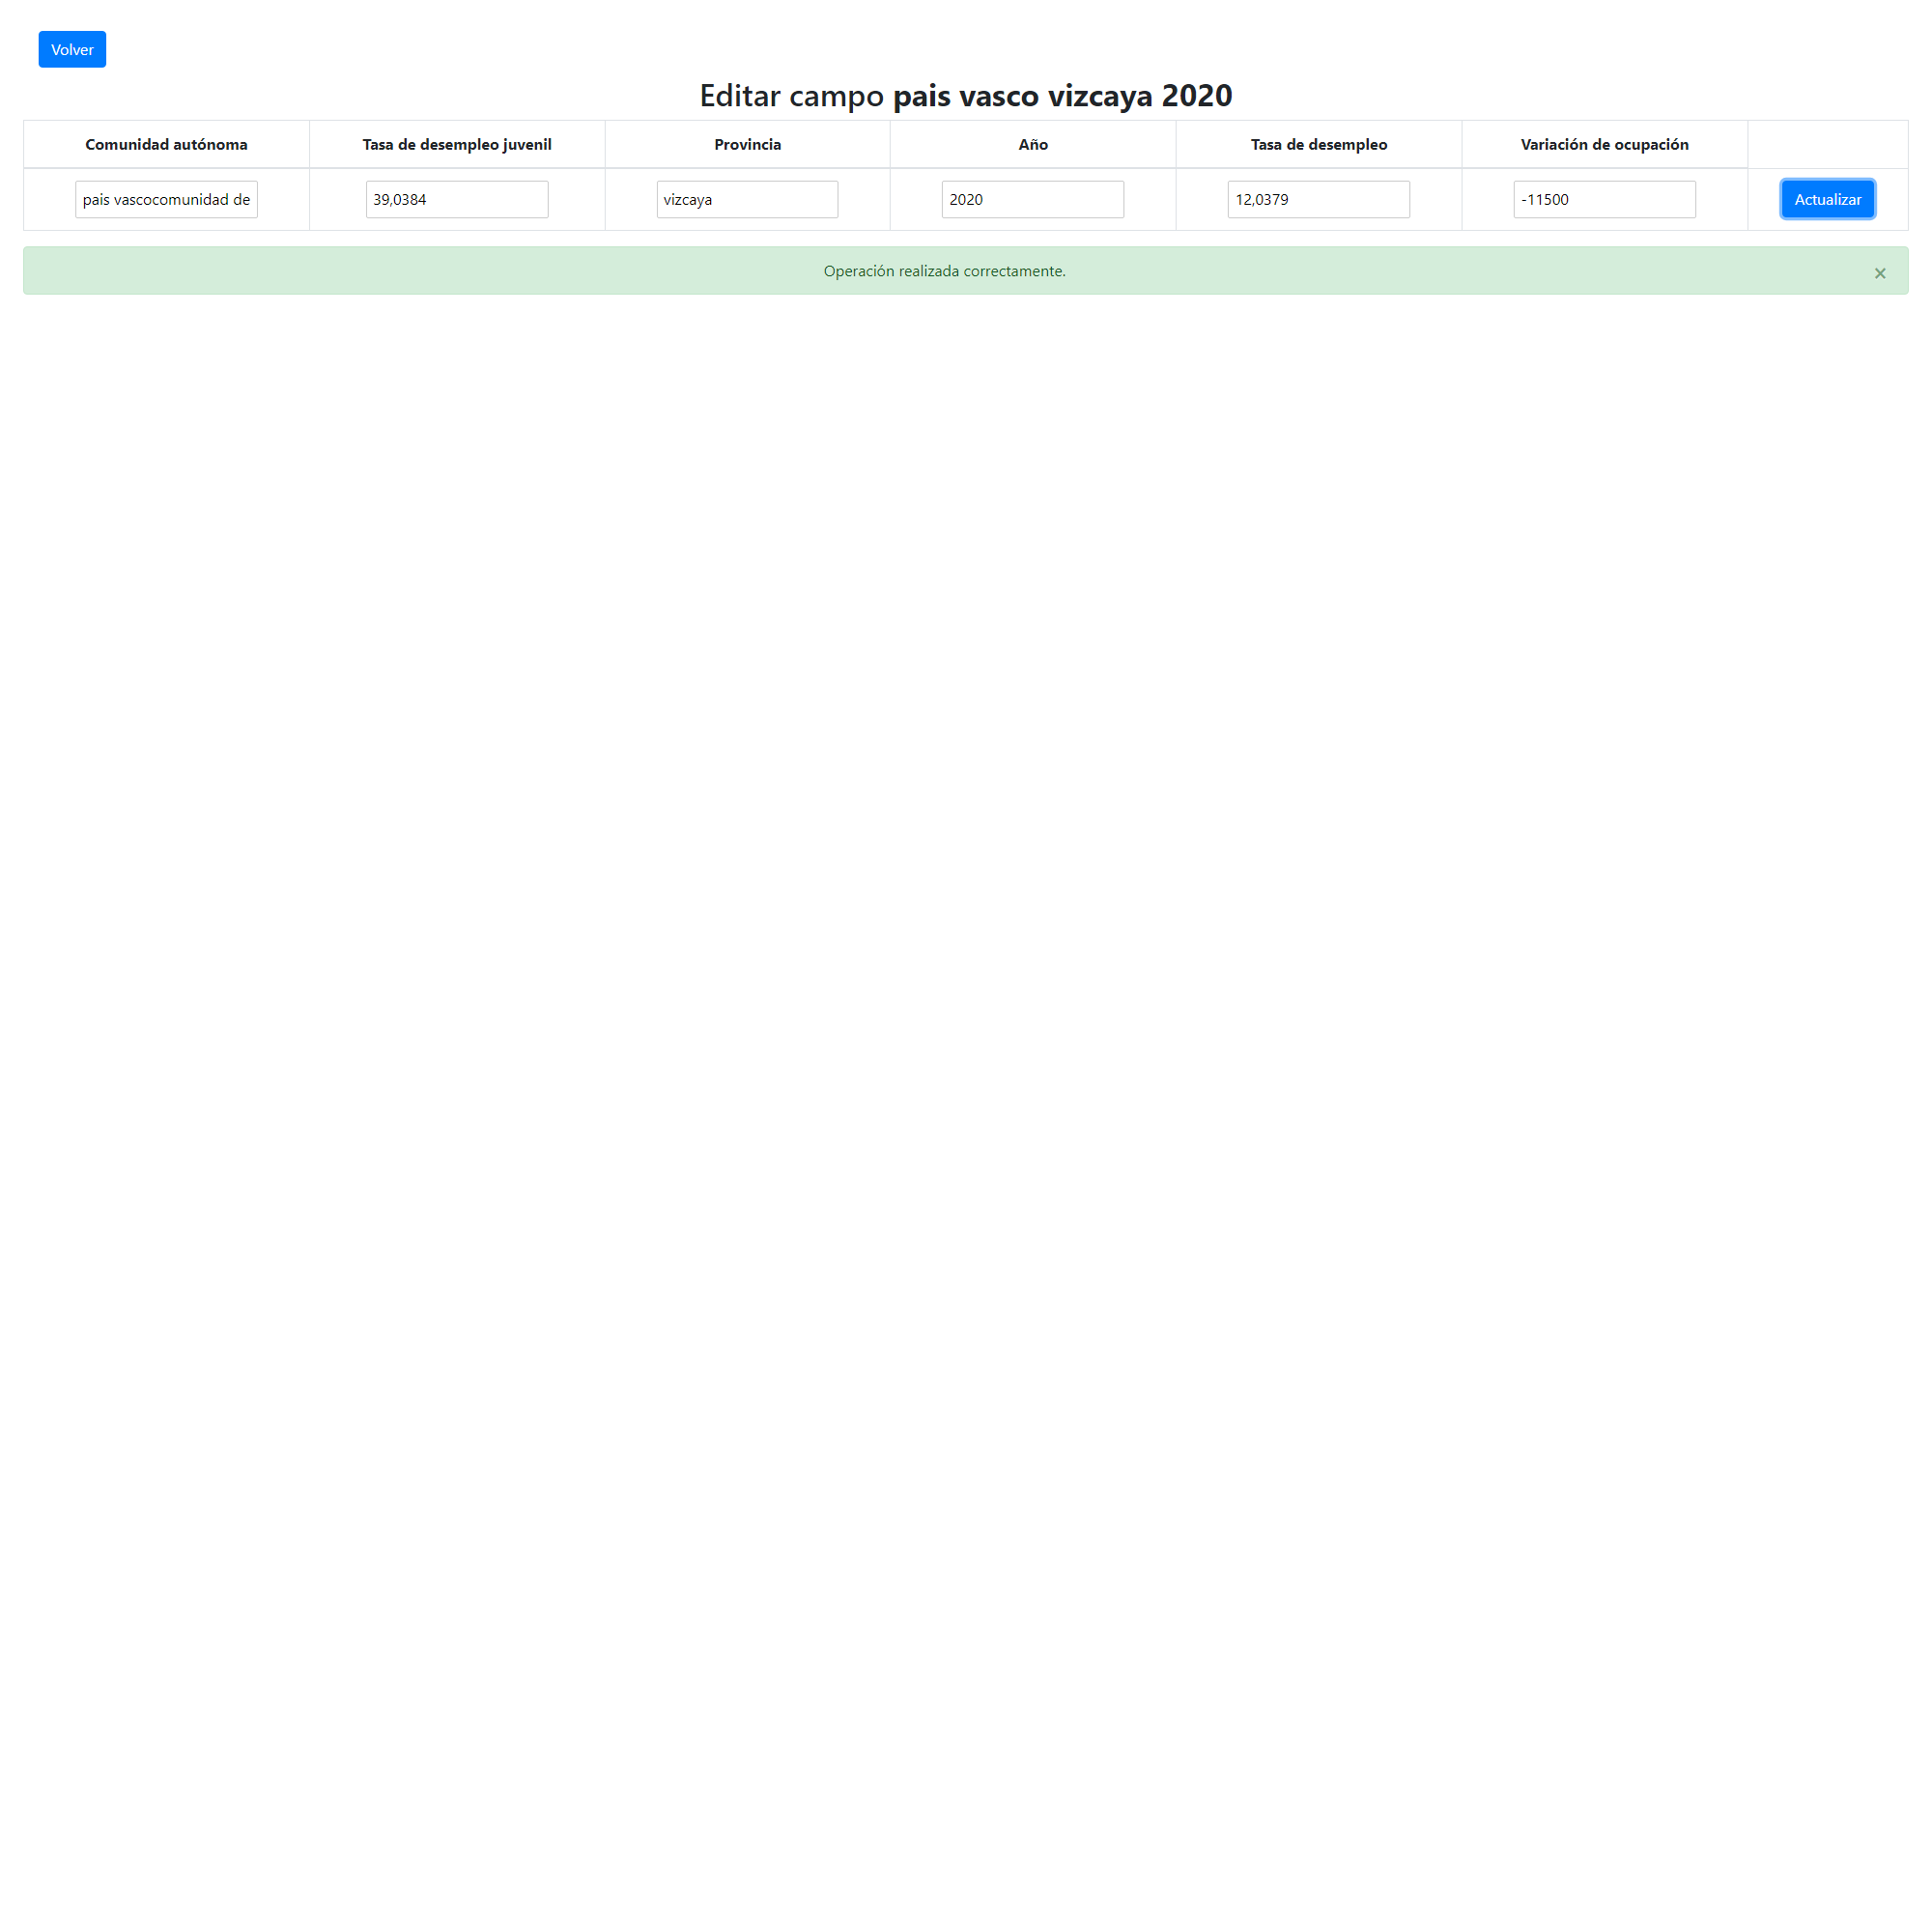 Volver
Editar campo pais vasco vizcaya 2020
Comunidad autónoma Tasa de desempleo juvenil Provincia Año Tasa de desempleo Variación de ocupación
pais vascocomunidad de 39,0384 vizcaya 2020 12,0379 -11500 Actualizar
Operación realizada correctamente. ×